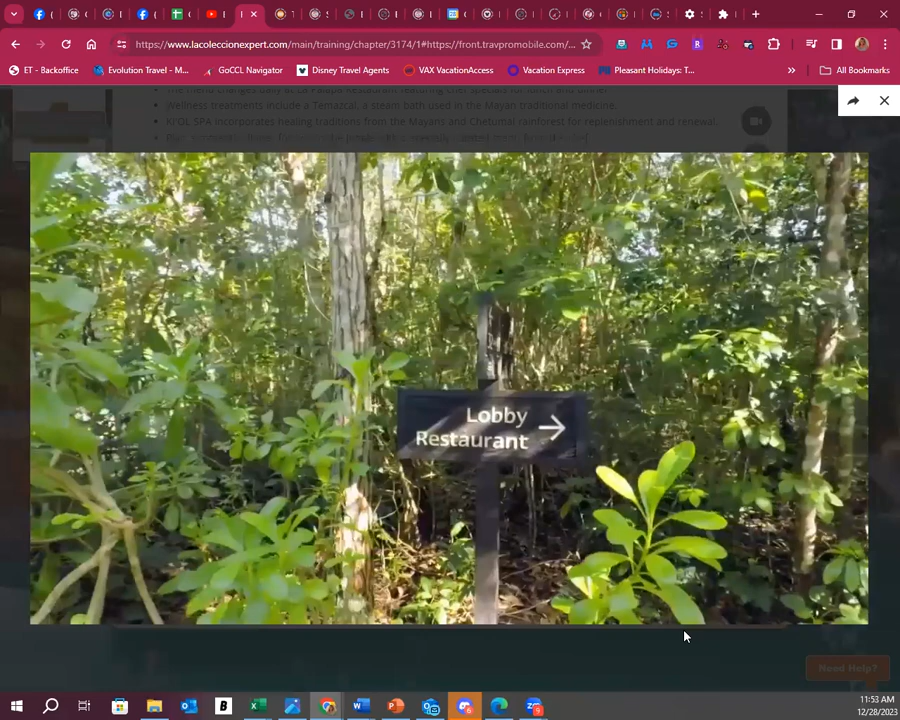 https://www.lacoleccionexpert.com/main/training/chapter/3174/1#https://front.travpromobile.com/...
ET - Backoffice
Evolution Travel - M...
GoCCL Navigator
Disney Travel Agents
VAX VacationAccess
Vacation Express
Pleasant Holidays: T...
»
All Bookmarks
Wellness treatments include a Temazcal, a steam bath used in the Mayan traditional medicine.
SPA incorporates healing traditions from the Mayans and Chetumal rainforest for replenishment and renewal.
Lobby
Restaurant →
Need Help?
11:53 AM
12/28/2023